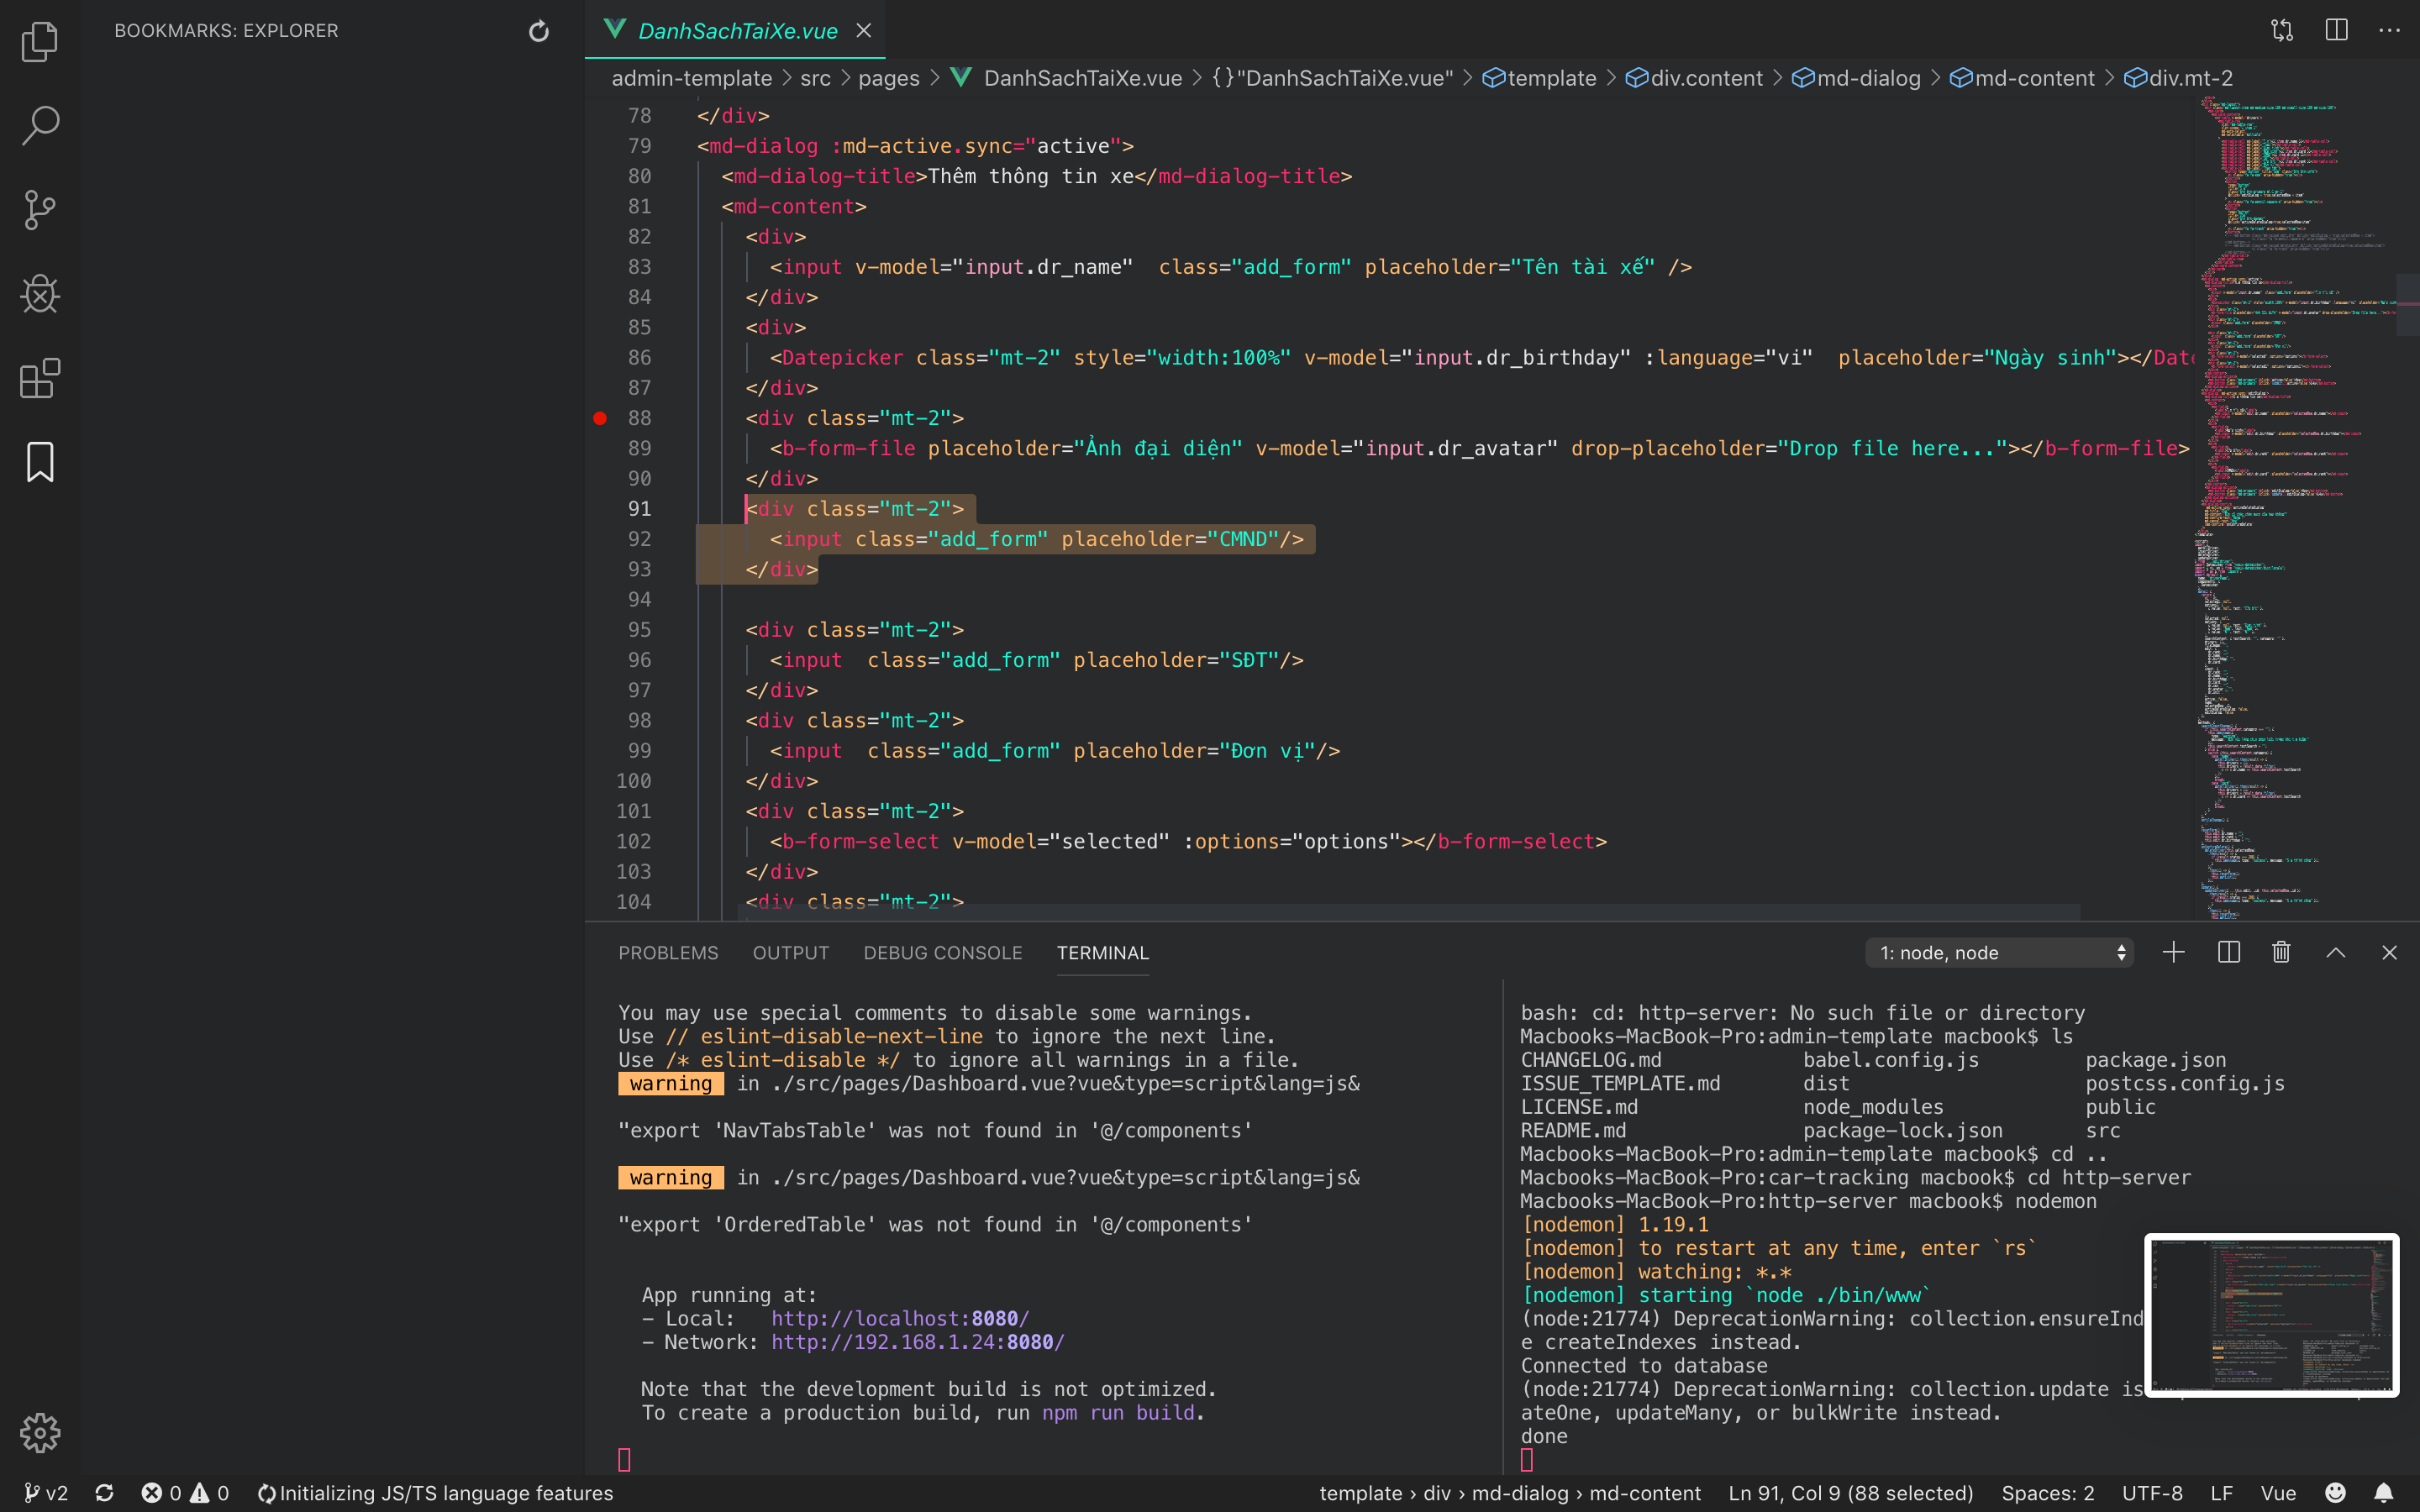 BOOKMARKS: EXPLORER
DanhSachTaiXe.vue
admin-template > src > pages > DanhSachTaiXe.vue > {} "DanhSachTaiXe.vue" > template > div.content > md-dialog > md-content > div.mt-2
78 </div>
79 <md-dialog :md-active.sync="active">
80 <md-dialog-title>Thêm thông tin xe</md-dialog-title>
81 <md-content>
82 <div>
83 <input v-model="input.dr_name"  class="add_form" placeholder="Tên tài xế" />
84 </div>
85 <div>
86 <Datepicker class="mt-2" style="width:100%" v-model="input.dr_birthday" :language="vi"  placeholder="Ngày sinh"></Date
87 </div>
88 <div class="mt-2">
89 <b-form-file placeholder="Ảnh đại diện" v-model="input.dr_avatar" drop-placeholder="Drop file here..."></b-form-file>
90 </div>
91 <div class="mt-2">
92 <input class="add_form" placeholder="CMND"/>
93 </div>
94
95 <div class="mt-2">
96 <input  class="add_form" placeholder="SĐT"/>
97 </div>
98 <div class="mt-2">
99 <input  class="add_form" placeholder="Đơn vị"/>
100 </div>
101 <div class="mt-2">
102 <b-form-select v-model="selected" :options="options"></b-form-select>
103 </div>
104 <div class="mt-2">
PROBLEMS OUTPUT DEBUG CONSOLE TERMINAL
1: node, node
You may use special comments to disable some warnings.
Use // eslint-disable-next-line to ignore the next line.
Use /* eslint-disable */ to ignore all warnings in a file.
warning in ./src/pages/Dashboard.vue?vue&type=script&lang=js&
"export 'NavTabsTable' was not found in '@/components'
warning in ./src/pages/Dashboard.vue?vue&type=script&lang=js&
"export 'OrderedTable' was not found in '@/components'
App running at:
- Local:   http://localhost:8080/
- Network: http://192.168.1.24:8080/
Note that the development build is not optimized.
To create a production build, run npm run build.
bash: cd: http-server: No such file or directory
Macbooks-MacBook-Pro:admin-template macbook$ ls
CHANGELOG.md babel.config.js package.json
ISSUE_TEMPLATE.md dist postcss.config.js
LICENSE.md node_modules public
README.md package-lock.json src
Macbooks-MacBook-Pro:admin-template macbook$ cd ..
Macbooks-MacBook-Pro:car-tracking macbook$ cd http-server
Macbooks-MacBook-Pro:http-server macbook$ nodemon
[nodemon] 1.19.1
[nodemon] to restart at any time, enter `rs`
[nodemon] watching: *.*
[nodemon] starting `node ./bin/www`
(node:21774) DeprecationWarning: collection.ensureInd
e createIndexes instead.
Connected to database
(node:21774) DeprecationWarning: collection.update is
ateOne, updateMany, or bulkWrite instead.
done
v2 0 0 Initializing JS/TS language features
template › div › md-dialog › md-content Ln 91, Col 9 (88 selected) Spaces: 2 UTF-8 LF Vue